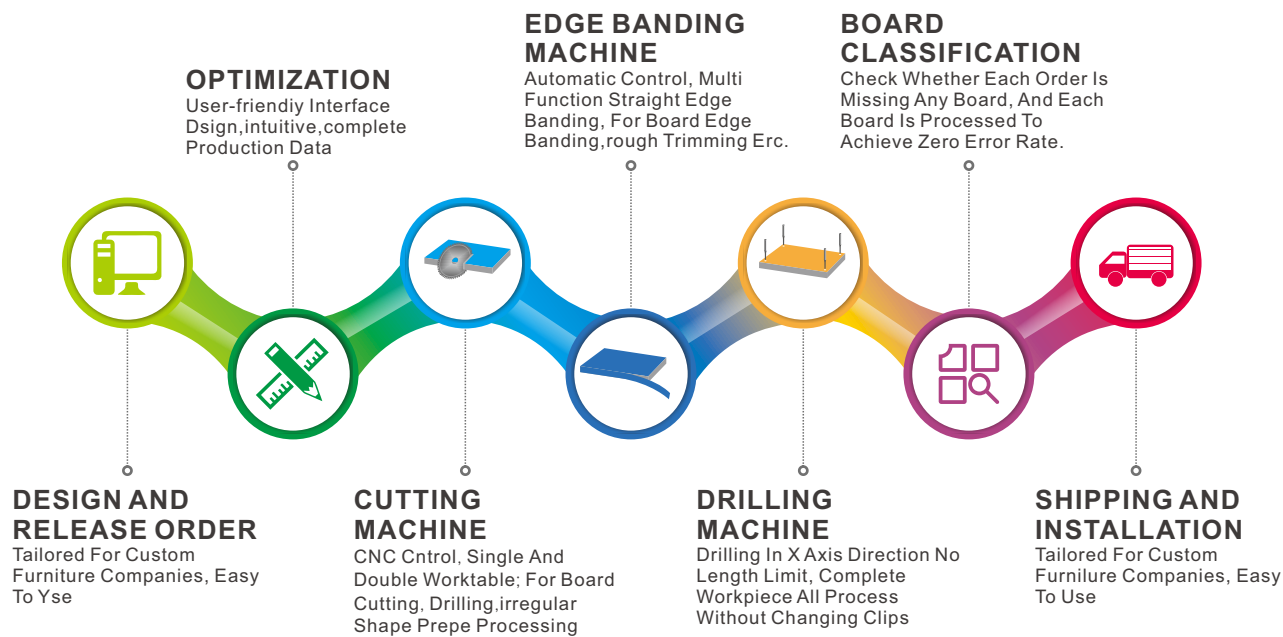 DESIGN AND
RELEASE ORDER
Tailored For Custom
Furniture Companies, Easy
To Yse
OPTIMIZATION
User-friendiy Interface
Dsign,intuitive,complete
Production Data
CUTTING
MACHINE
CNC Cntrol, Single And
Double Worktable; For Board
Cutting, Drilling,irregular
Shape Prepe Processing
EDGE BANDING
MACHINE
Automatic Control, Multi
Function Straight Edge
Banding, For Board Edge
Banding,rough Trimming Erc.
DRILLING
MACHINE
Drilling In X Axis Direction No
Length Limit, Complete
Workpiece All Process
Without Changing Clips
BOARD
CLASSIFICATION
Check Whether Each Order Is
Missing Any Board, And Each
Board Is Processed To
Achieve Zero Error Rate.
SHIPPING AND
INSTALLATION
Tailored For Custom
Furnilure Companies, Easy
To Use